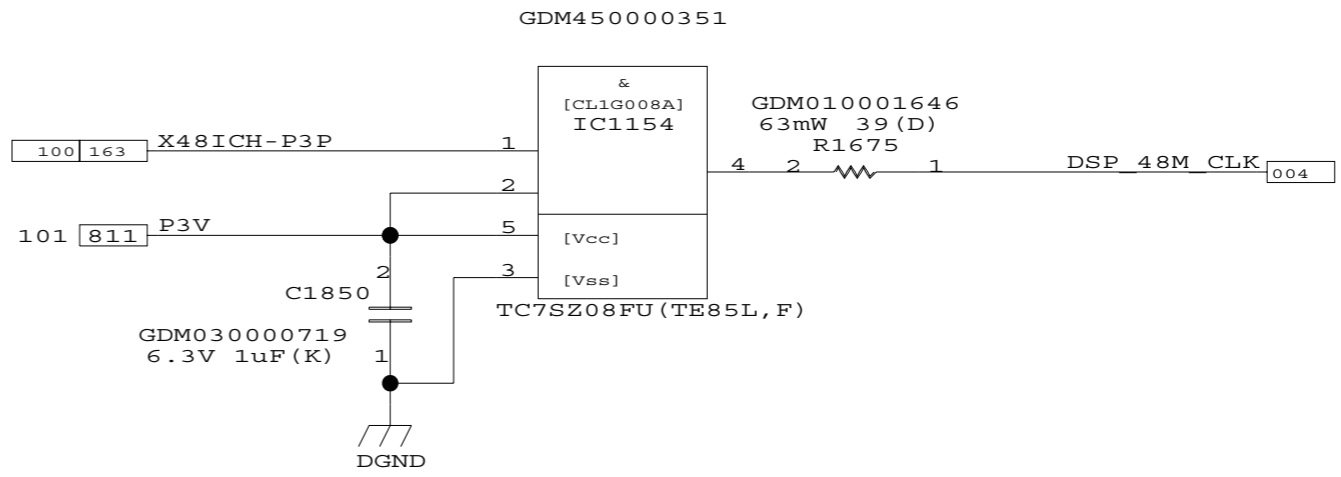 GDM450000351
&
[CL1G008A]
IC1154
GDM010001646
63mW 39(D)
R1675
100 163 X48ICH-P3P 1
4 2 1 DSP_48M_CLK 004
2
101 811 P3V 5 [Vcc]
2 3 [Vss]
C1850
TC7SZ08FU(TE85L,F)
GDM030000719
6.3V 1uF(K) 1
DGND